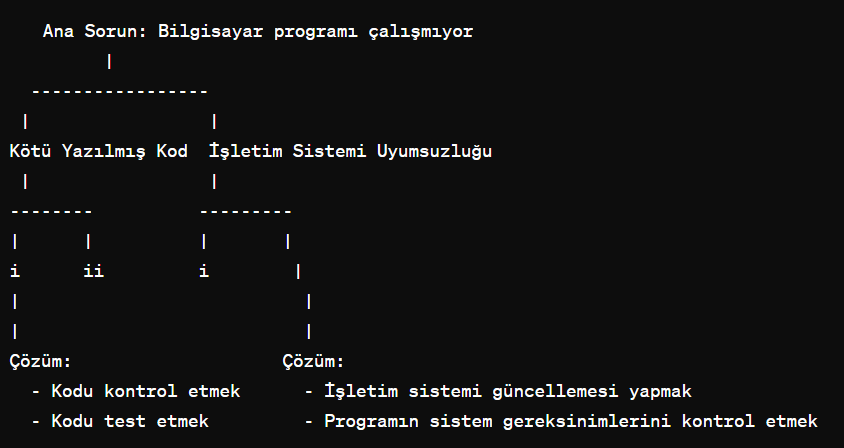 Ana Sorun: Bilgisayar programı çalışmıyor
|
-----------------
| |
Kötü Yazılmış Kod İşletim Sistemi Uyumsuzluğu
| |
-------- ---------
| | | |
i ii i |
| |
| |
Çözüm: Çözüm:
- Kodu kontrol etmek - İşletim sistemi güncellemesi yapmak
- Kodu test etmek - Programın sistem gereksinimlerini kontrol etmek